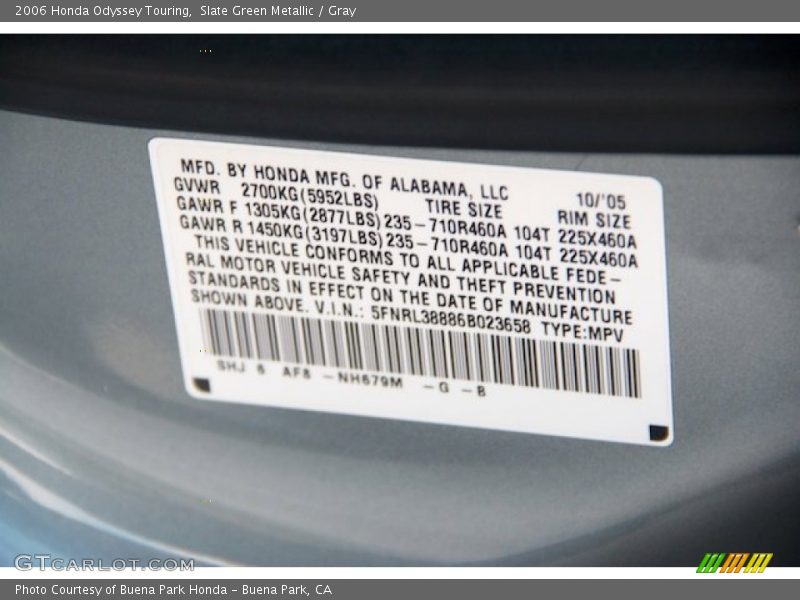 2006 Honda Odyssey Touring,  Slate Green Metallic / Gray
MFD. BY HONDA MFG. OF ALABAMA, LLC 10/'05
GVWR 2700KG(5952LBS) TIRE SIZE RIM SIZE
GAWR F 1305KG(2877LBS)235-710R460A 104T 225X460A
GAWR R 1450KG(3197LBS)235-710R460A 104T 225X460A
THIS VEHICLE CONFORMS TO ALL APPLICABLE FEDE-
RAL MOTOR VEHICLE SAFETY AND THEFT PREVENTION
STANDARDS IN EFFECT ON THE DATE OF MANUFACTURE
SHOWN ABOVE. V.I.N.: 5FNRL38886B023658 TYPE:MPV
SHJ 6 AF8 -NH679M -G -B
GTcarlot.com
Photo Courtesy of Buena Park Honda - Buena Park, CA